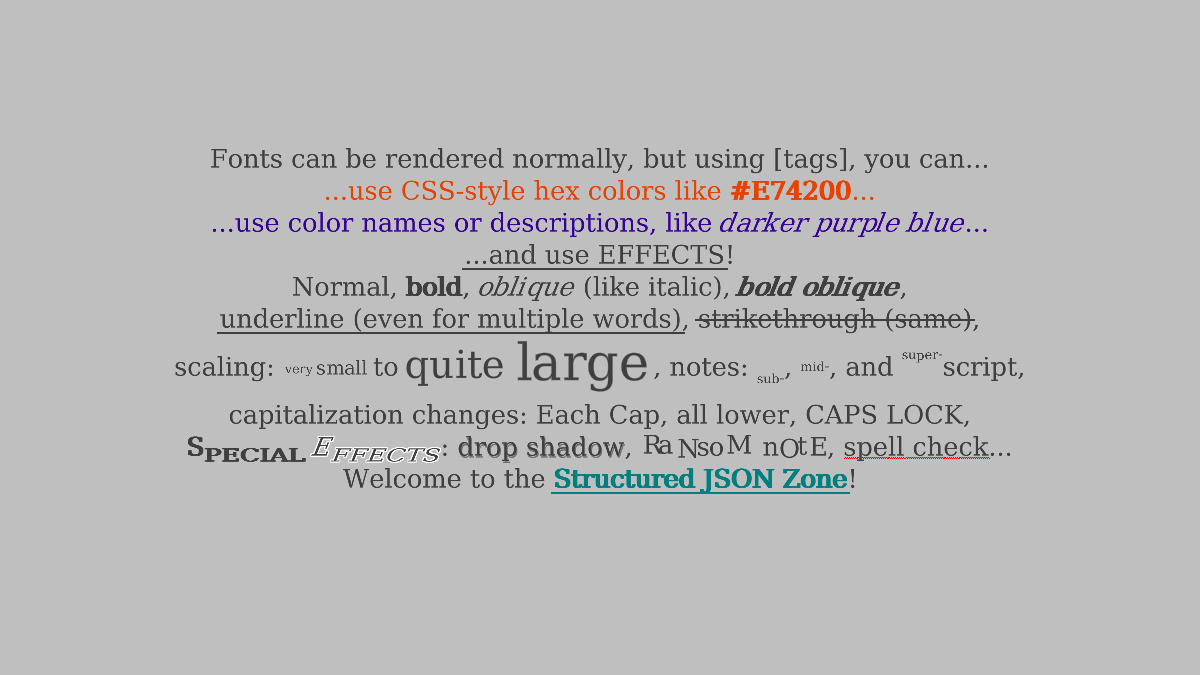 Fonts can be rendered normally, but using [tags], you can...
...use CSS-style hex colors like #E74200...
...use color names or descriptions, like darker purple blue...
...and use EFFECTS!
Normal, bold, oblique (like italic), bold oblique,
underline (even for multiple words), strikethrough (same),
scaling: very small to quite large, notes: sub-, mid-, and super-script,
capitalization changes: Each Cap, all lower, CAPS LOCK,
SPECIAL EFFECTS: drop shadow, RaNsoM nOtE, spell check...
Welcome to the Structured JSON Zone!